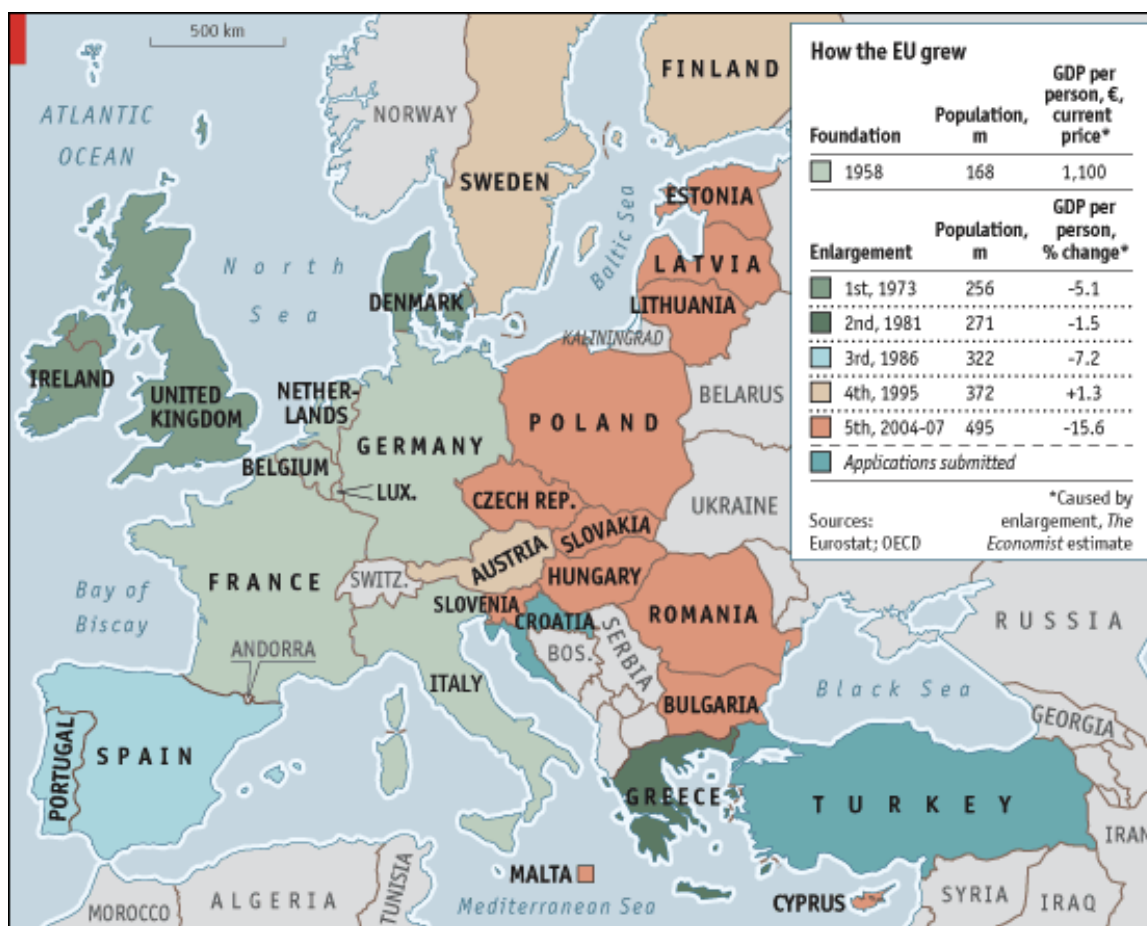 500 km
ATLANTIC
OCEAN
NORWAY
FINLAND
SWEDEN
ESTONIA
Baltic Sea
LATVIA
North
Sea
DENMARK
LITHUANIA
KALININGRAD
IRELAND
UNITED
KINGDOM
NETHER-
LANDS
BELARUS
POLAND
GERMANY
BELGIUM
LUX.
CZECH REP.
UKRAINE
SLOVAKIA
AUSTRIA
FRANCE
SWITZ.
HUNGARY
Bay of
Biscay
SLOVENIA
CROATIA
ROMANIA
RUSSIA
ANDORRA
BOS.
SERBIA
ITALY
Black Sea
BULGARIA
GEORGIA
PORTUGAL
SPAIN
GREECE
TURKEY
IRAN
MALTA
ALGERIA
TUNISIA
MOROCCO
Mediterranean Sea
CYPRUS
SYRIA
IRAQ
How the EU grew
Foundation Population, m GDP per person, €, current price*
1958 168 1,100
Enlargement Population, m GDP per person, % change*
1st, 1973 256 -5.1
2nd, 1981 271 -1.5
3rd, 1986 322 -7.2
4th, 1995 372 +1.3
5th, 2004-07 495 -15.6
Applications submitted
*Caused by
enlargement, The
Economist estimate
Sources:
Eurostat; OECD